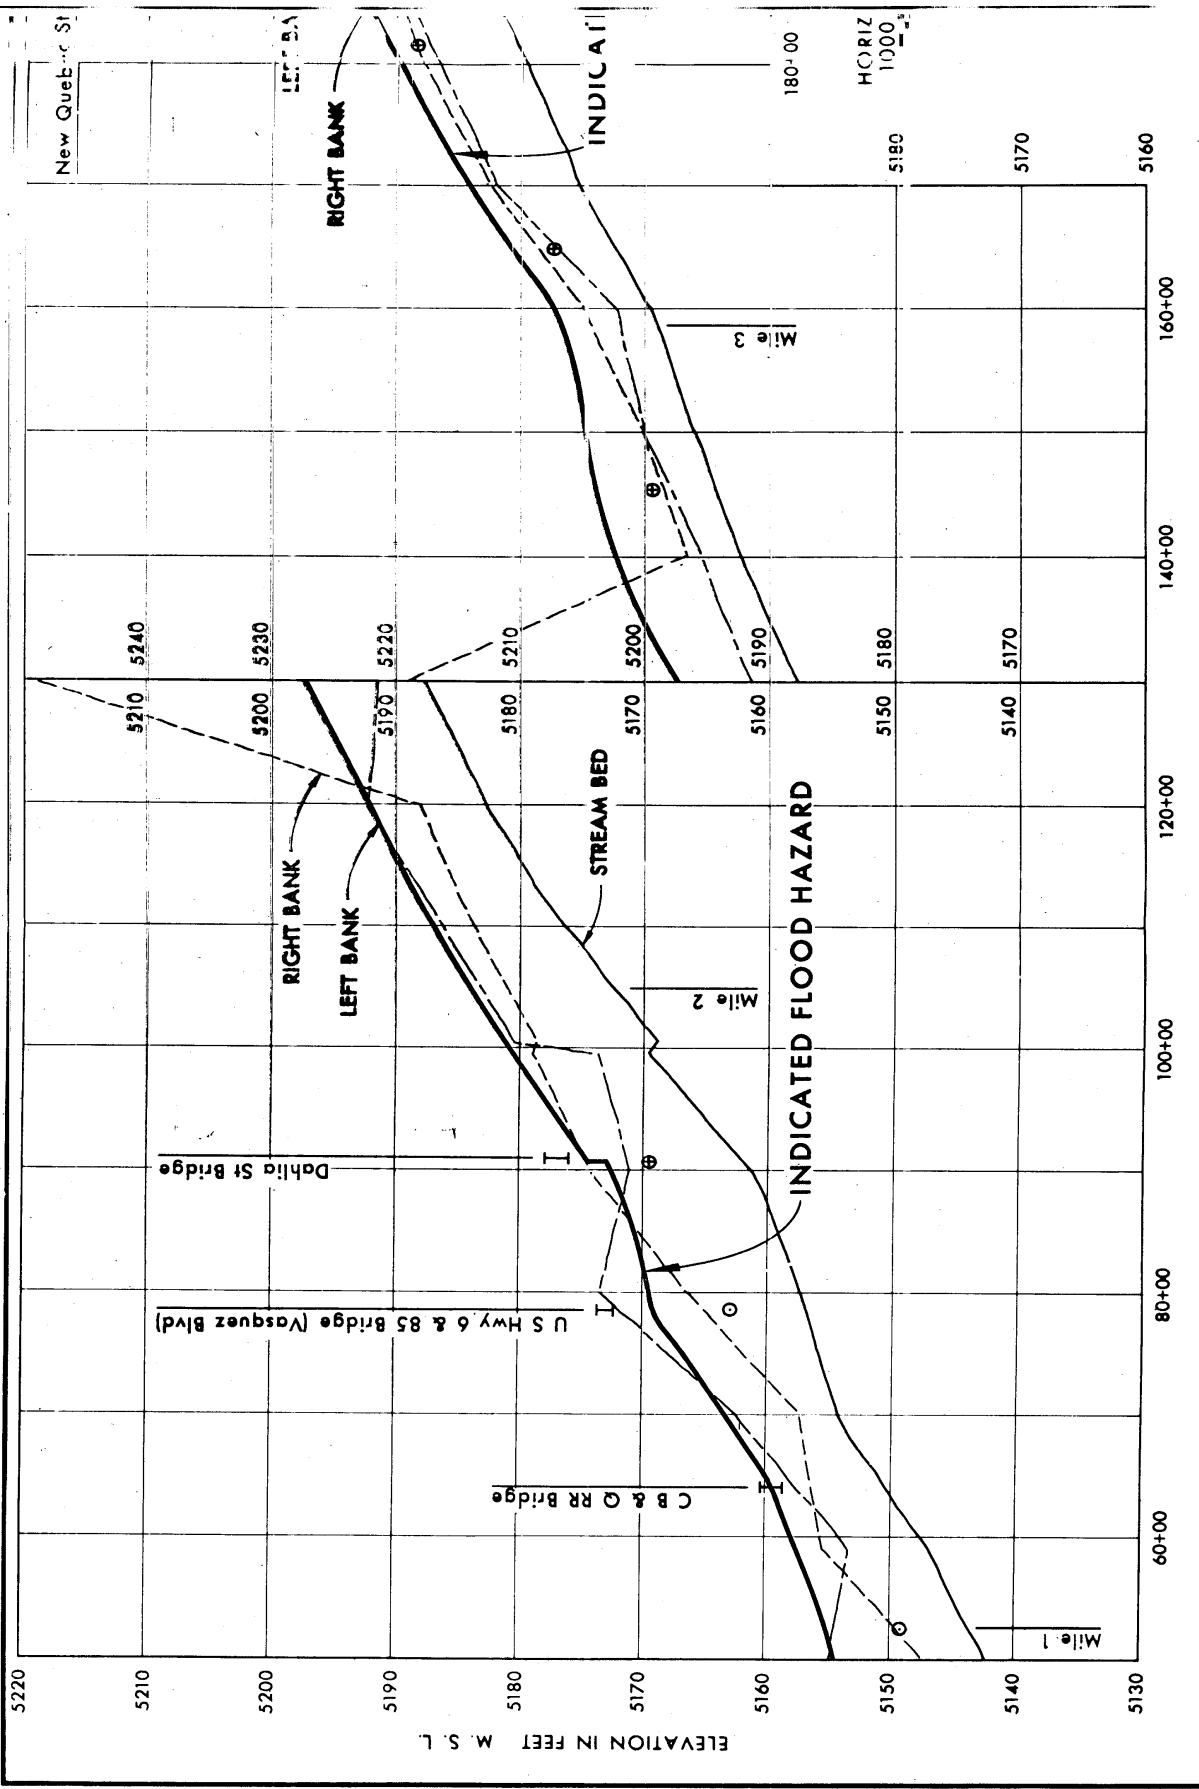 ELEVATION IN FEET M. S. L.
5220
5210
5200
5190
5180
5170
5160
5150
5140
5130
Mile 1
C B & Q RR Bridge
U S Hwy 6 & 85 Bridge (Vasquez Blvd)
Dahlia St Bridge
Mile 2
INDICATED FLOOD HAZARD
STREAM BED
RIGHT BANK
LEFT BANK
60+00
80+00
100+00
120+00
5210
5200
5190
5180
5170
5160
5150
5140
5240
5230
5220
5210
5200
5190
5180
5170
140+00
160+00
Mile 3
RIGHT BANK
New
St
180+00
HORIZ
1000
5180
5170
5160